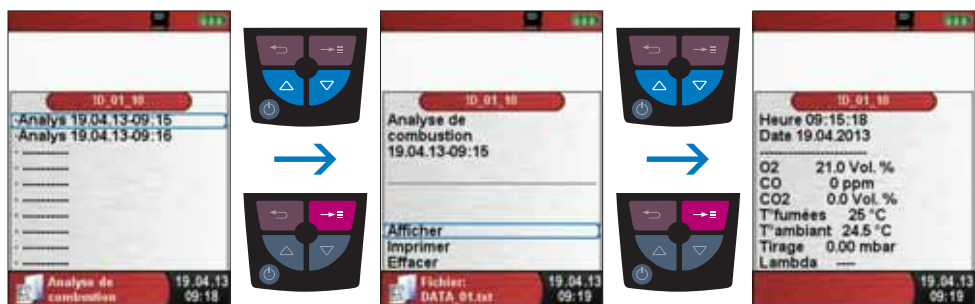 ID_01_10
Analys 19.04.13-09:15
Analys 19.04.13-09:16
- ----------
- ----------
- ----------
- ----------
- ----------
- ----------
Analyse de
combustion
19.04.13
09:18
ID_01_10
Analyse de
combustion
19.04.13-09:15
Afficher
Imprimer
Effacer
Fichier:
DATA_01.txt
19.04.13
09:19
ID_01_10
Heure 09:15:18
Date 19.04.2013
--------------------
O2 21.0 Vol. %
CO 0 ppm
CO2 0.0 Vol. %
T°fumées 25 °C
T°ambiant 24.5 °C
Tirage 0.00 mbar
Lambda ----
19.04.13
09:19